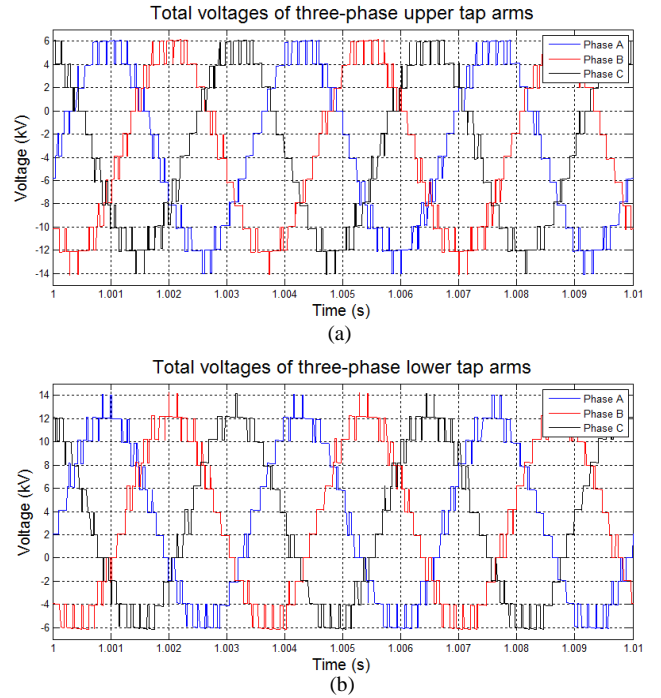 Total voltages of three-phase upper tap arms
Voltage (kV)
6
4
2
0
-2
-4
-6
-8
-10
-12
-14
Phase A
Phase B
Phase C
1 1.001 1.002 1.003 1.004 1.005 1.006 1.007 1.008 1.009 1.01
Time (s)
(a)
Total voltages of three-phase lower tap arms
Voltage (kV)
14
12
10
8
6
4
2
0
-2
-4
-6
Phase A
Phase B
Phase C
1 1.001 1.002 1.003 1.004 1.005 1.006 1.007 1.008 1.009 1.01
Time (s)
(b)